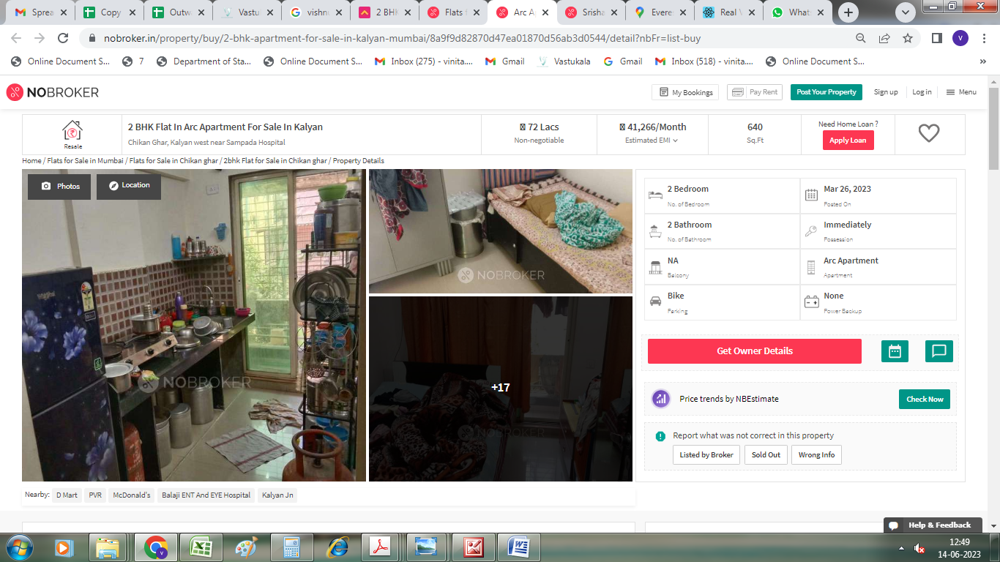 Sprea
Copy
Outwa
Vastu
vishn
2 BHK
Flats f
Arc Ap
Srisha
Everes
Real V
Whats
nobroker.in/property/buy/2-bhk-apartment-for-sale-in-kalyan-mumbai/8a9f9d82870d47ea01870d56ab3d0544/detail?nbFr=list-buy
V
Online Document S...
7
Department of Sta...
Online Document S...
Inbox (275) - vinita....
Gmail
Vastukala
Gmail
Inbox (518) - vinita....
Online Document S...
»
NOBROKER
My Bookings
Pay Rent
Post Your Property
Sign up
Log in
Menu
Resale
2 BHK Flat In Arc Apartment For Sale In Kalyan
Chikan Ghar, Kalyan west near Sampada Hospital
72 Lacs
Non-negotiable
41,266/Month
Estimated EMI
640
Sq.Ft
Need Home Loan ?
Apply Loan
Home / Flats for Sale in Mumbai / Flats for Sale in Chikan ghar / 2bhk Flat for Sale in Chikan ghar / Property Details
Photos
Location
NOBROKER
NOBROKER
NOBROKER
+17
2 Bedroom
No. of Bedroom
Mar 26, 2023
Posted On
2 Bathroom
No. of Bathroom
Immediately
Possession
NA
Balcony
Arc Apartment
Apartment
Bike
Parking
None
Power Backup
Get Owner Details
Price trends by NBEstimate
Check Now
Report what was not correct in this property
Listed by Broker
Sold Out
Wrong Info
Nearby:
D Mart
PVR
McDonald's
Balaji ENT And EYE Hospital
Kalyan Jn
Help & Feedback
12:49
14-06-2023